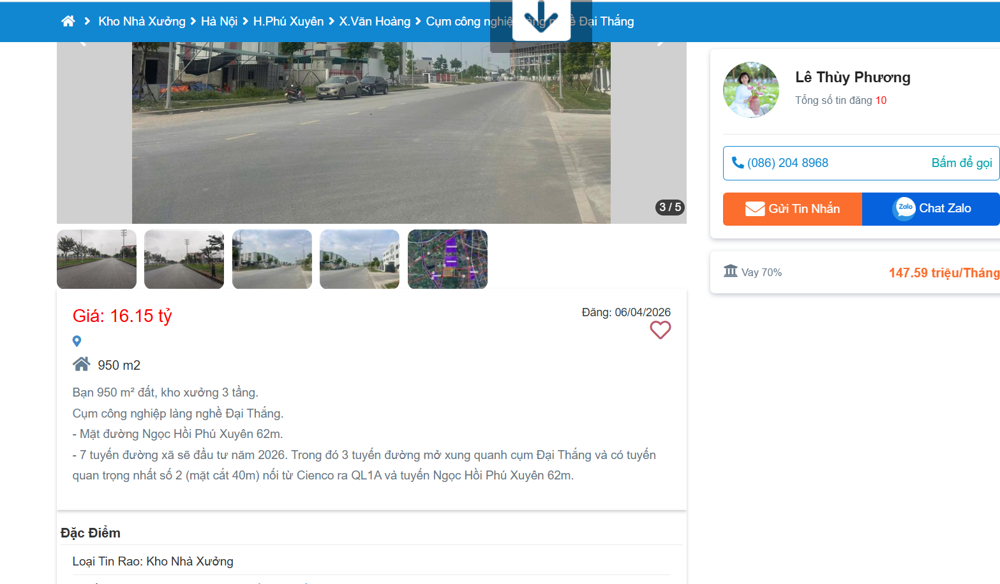 Kho Nhà Xưởng > Hà Nội > H.Phú Xuyên > X.Văn Hoàng > Cụm công nghiệp làng nghề Đại Thắng
3 / 5
Giá: 16.15 tỷ
Đăng: 06/04/2026
950 m2
Bạn 950 m² đất, kho xưởng 3 tầng.
Cụm công nghiệp làng nghề Đại Thắng.
- Mặt đường Ngọc Hồi Phú Xuyên 62m.
- 7 tuyến đường xã sẽ đầu tư năm 2026. Trong đó 3 tuyến đường mở xung quanh cụm Đại Thắng và có tuyến
quan trọng nhất số 2 (mặt cắt 40m) nối từ Cienco ra QL1A và tuyến Ngọc Hồi Phú Xuyên 62m.
Đặc Điểm
Loại Tin Rao: Kho Nhà Xưởng
Lê Thùy Phương
Tổng số tin đăng 10
(086) 204 8968 Bấm để gọi
Gửi Tin Nhắn
Zalo Chat Zalo
Vay 70% 147.59 triệu/Tháng